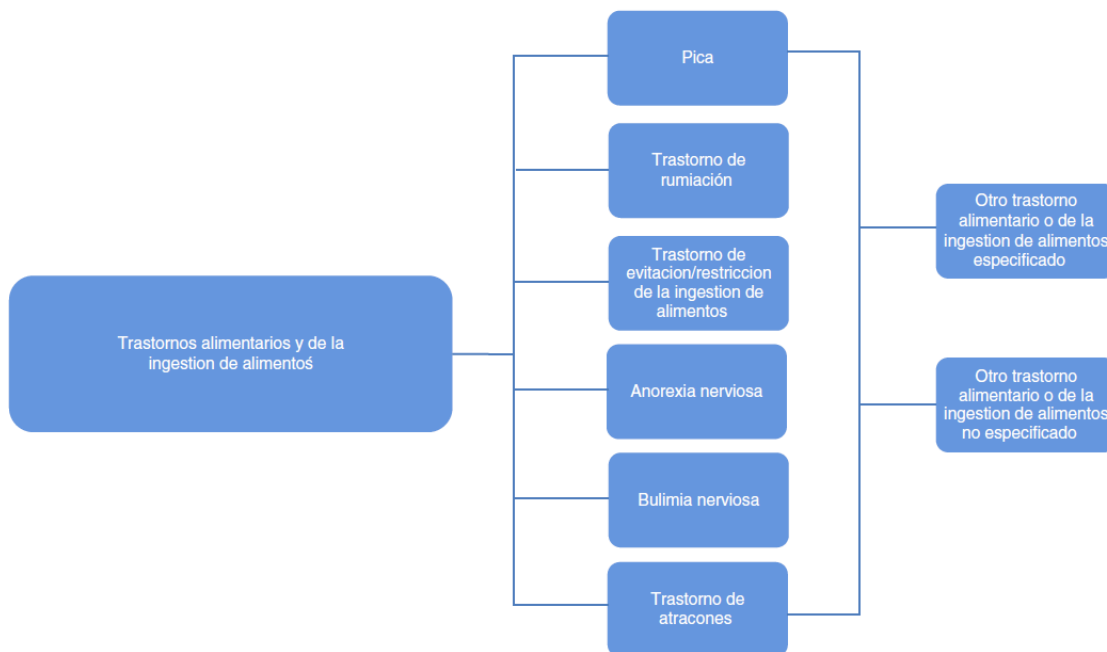 Pica
Trastorno de
rumiación
Trastorno de
evitacion/restriccion
de la ingestion de
alimentos
Trastornos alimentarios y de la
ingestion de alimentoś
Anorexia nerviosa
Bulimia nerviosa
Trastorno de
atracones
Otro trastorno
alimentario o de la
ingestion de alimentos
especificado
Otro trastorno
alimentario o de la
ingestion de alimentos
no especificado